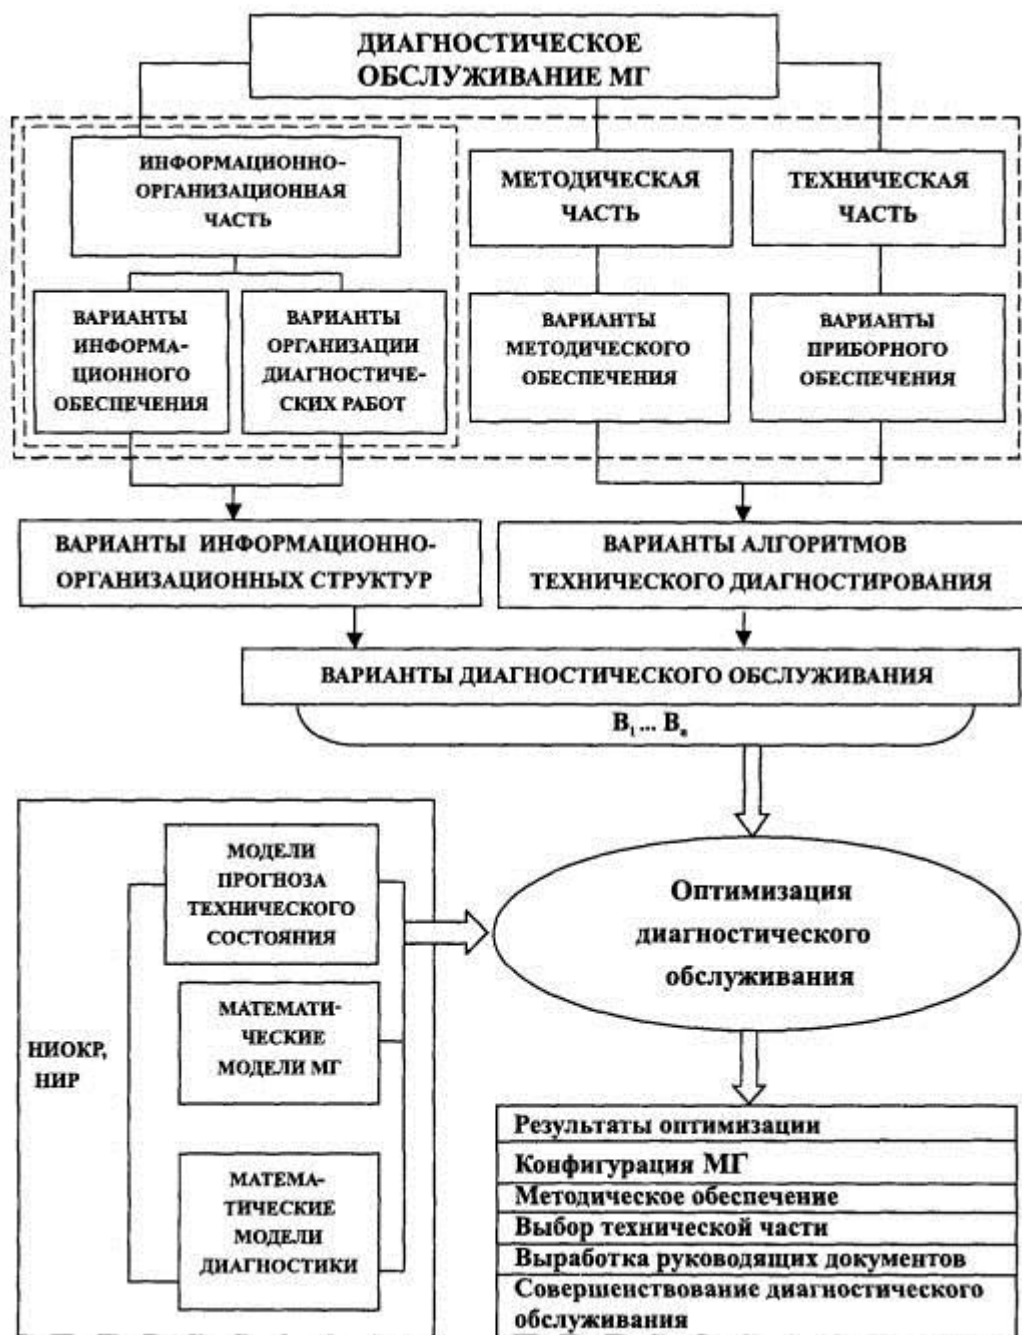 ДИАГНОСТИЧЕСКОЕ
ОБСЛУЖИВАНИЕ МГ
ИНФОРМАЦИОННО-
ОРГАНИЗАЦИОННАЯ
ЧАСТЬ
МЕТОДИЧЕСКАЯ
ЧАСТЬ
ТЕХНИЧЕСКАЯ
ЧАСТЬ
ВАРИАНТЫ
ИНФОРМА-
ЦИОННОГО
ОБЕСПЕЧЕНИЯ
ВАРИАНТЫ
ОРГАНИЗАЦИИ
ДИАГНОСТИЧЕ-
СКИХ РАБОТ
ВАРИАНТЫ
МЕТОДИЧЕСКОГО
ОБЕСПЕЧЕНИЯ
ВАРИАНТЫ
ПРИБОРНОГО
ОБЕСПЕЧЕНИЯ
ВАРИАНТЫ ИНФОРМАЦИОННО-
ОРГАНИЗАЦИОННЫХ СТРУКТУР
ВАРИАНТЫ АЛГОРИТМОВ
ТЕХНИЧЕСКОГО ДИАГНОСТИРОВАНИЯ
ВАРИАНТЫ ДИАГНОСТИЧЕСКОГО ОБСЛУЖИВАНИЯ
В₁ ... Вₙ
МОДЕЛИ
ПРОГНОЗА
ТЕХНИЧЕСКОГО
СОСТОЯНИЯ
МАТЕМАТИ-
ЧЕСКИЕ
МОДЕЛИ МГ
НИОКР,
НИР
МАТЕМА-
ТИЧЕСКИЕ
МОДЕЛИ
ДИАГНОСТИКИ
Оптимизация
диагностического
обслуживания
Результаты оптимизации
Конфигурация МГ
Методическое обеспечение
Выбор технической части
Выработка руководящих документов
Совершенствование диагностического
обслуживания